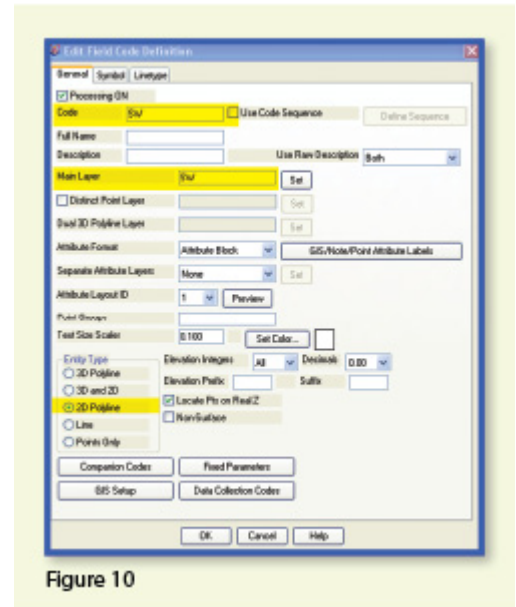 Edit Field Code Definition
General Symbol Linetype
Processing ON
Code SW Use Code Sequence Define Sequence
Full Name
Description Use Raw Description Both
Main Layer SW Set
Distinct Point Layer Set
Dual 3D Polyline Layer Set
Attribute Format Attribute Block GIS/Note/Point Attribute Labels
Separate Attribute Layers None Set
Attribute Layout ID 1 Preview
Point Group
Text Size Scaler 0.100 Set Color...
Entity Type Elevation Integers All Decimals 0.00
3D Polyline Elevation Prefix Suffix
3D and 2D Locate Pts on Real Z
2D Polyline Non-Surface
Line
Points Only
Companion Codes Fixed Parameters
GIS Setup Data Collection Codes
OK Cancel Help
Figure 10